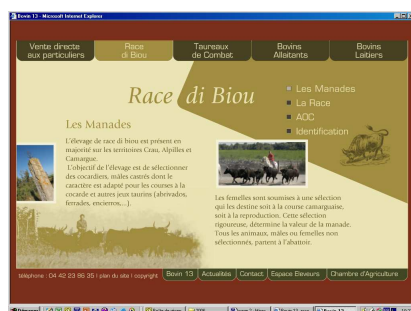 Bovin 13 - Microsoft Internet Explorer
Vente directe
aux particuliers
Race
di Biou
Taureaux
de Combat
Bovins
Allaitants
Bovins
Laitiers
Race di Biou
Les Manades
La Race
AOC
Identification
Les Manades
L'élevage de race di biou est présent en
majorité sur les territoires Crau, Alpilles et
Camargue.
L'objectif de l'élevage est de sélectionner
des cocardiers, mâles castrés dont le
caractère est adapté pour les courses à la
cocarde et autres jeux taurins (abrivados,
ferrades, encierros,...).
Les femelles sont soumises à une sélection
qui les destine soit à la course camarguaise,
soit à la reproduction. Cette sélection
rigoureuse, détermine la valeur de la manade.
Tous les animaux, mâles ou femelles non
sélectionnés, partent à l'abattoir.
téléphone : 04 42 23 86 35 I plan du site I copyright
Bovin 13
Actualités
Contact
Espace Eleveurs
Chambre d'Agriculture
Démarrer